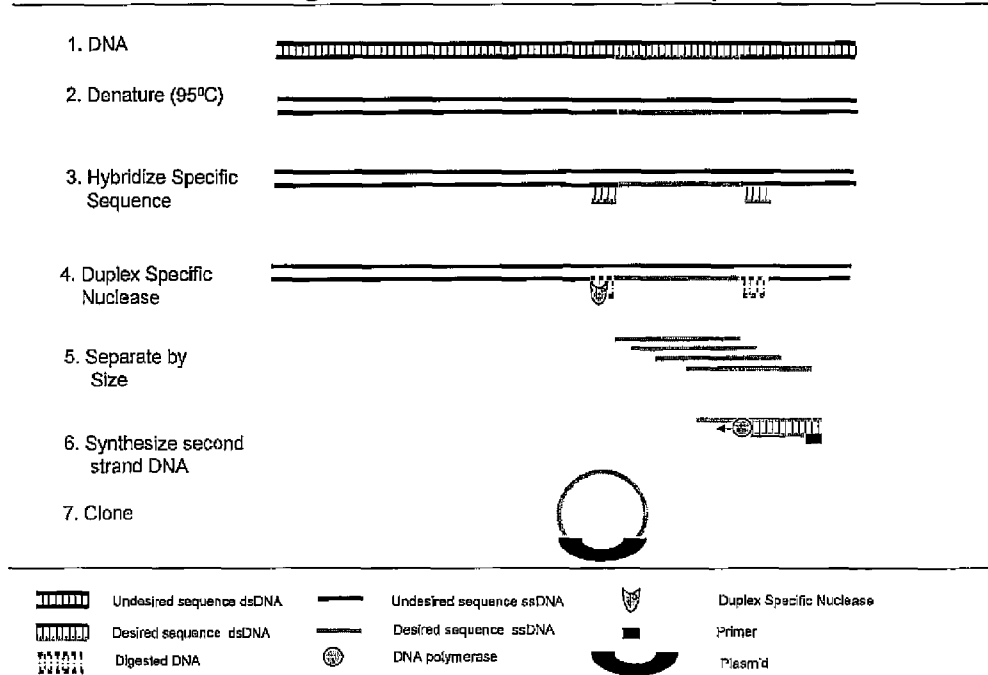 1. DNA
2. Denature (95ºC)
3. Hybridize Specific
Sequence
4. Duplex Specific
Nuclease
5. Separate by
Size
6. Synthesize second
strand DNA
7. Clone
Undesired sequence dsDNA
Undesired sequence ssDNA
Duplex Specific Nuclease
Desired sequence dsDNA
Desired sequence ssDNA
Primer
Digested DNA
DNA polymerase
Plasmid